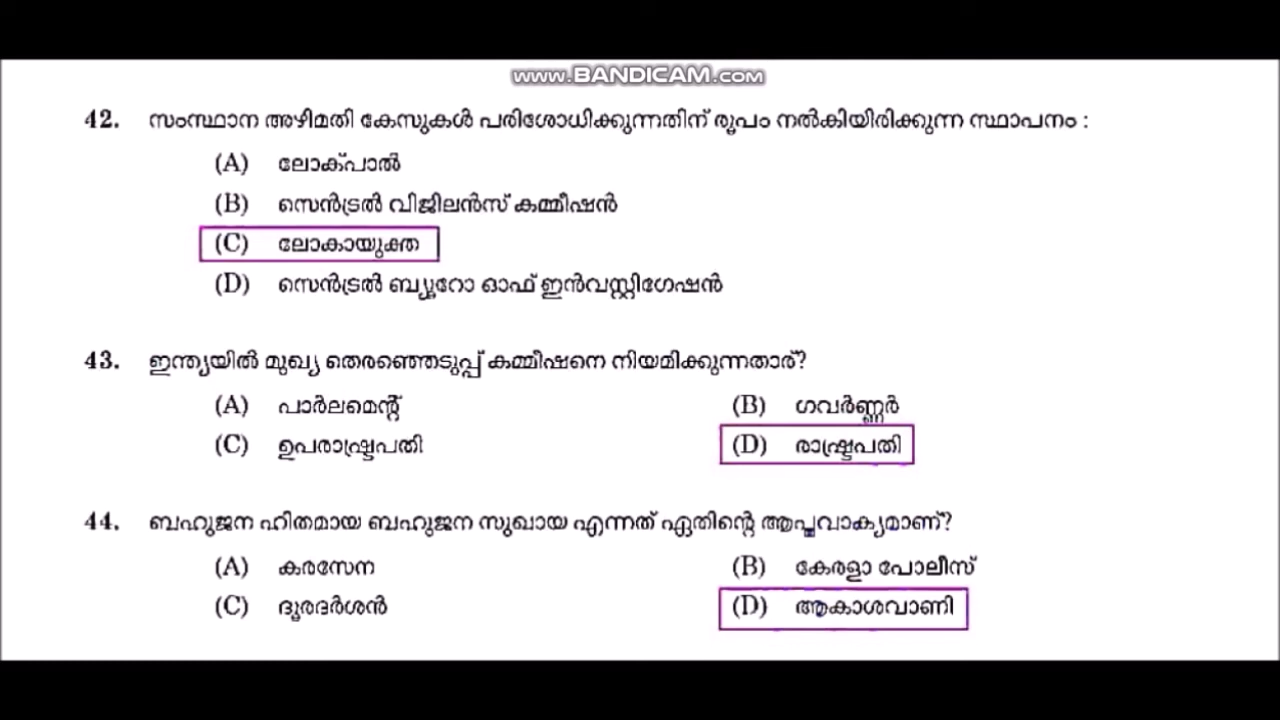 www.BANDICAM.com
42. സംസ്ഥാന അഴിമതി കേസുകൾ പരിശോധിക്കുന്നതിന് രൂപം നൽകിയിരിക്കുന്ന സ്ഥാപനം :
(A) ലോക്പാൽ
(B) സെൻട്രൽ വിജിലൻസ് കമ്മീഷൻ
(C) ലോകായുക്ത
(D) സെൻട്രൽ ബ്യൂറോ ഓഫ് ഇൻവസ്റ്റിഗേഷൻ
43. ഇന്ത്യയിൽ മുഖ്യ തെരഞ്ഞെടുപ്പ് കമ്മീഷനെ നിയമിക്കുന്നതാര്?
(A) പാർലമെന്റ് (B) ഗവർണ്ണർ
(C) ഉപരാഷ്ട്രപതി (D) രാഷ്ട്രപതി
44. ബഹുജന ഹിതമായ ബഹുജന സുഖായ എന്നത് ഏതിന്റെ ആപ്തവാക്യമാണ്?
(A) കരസേന (B) കേരളാ പോലീസ്
(C) ദൂരദർശൻ (D) ആകാശവാണി